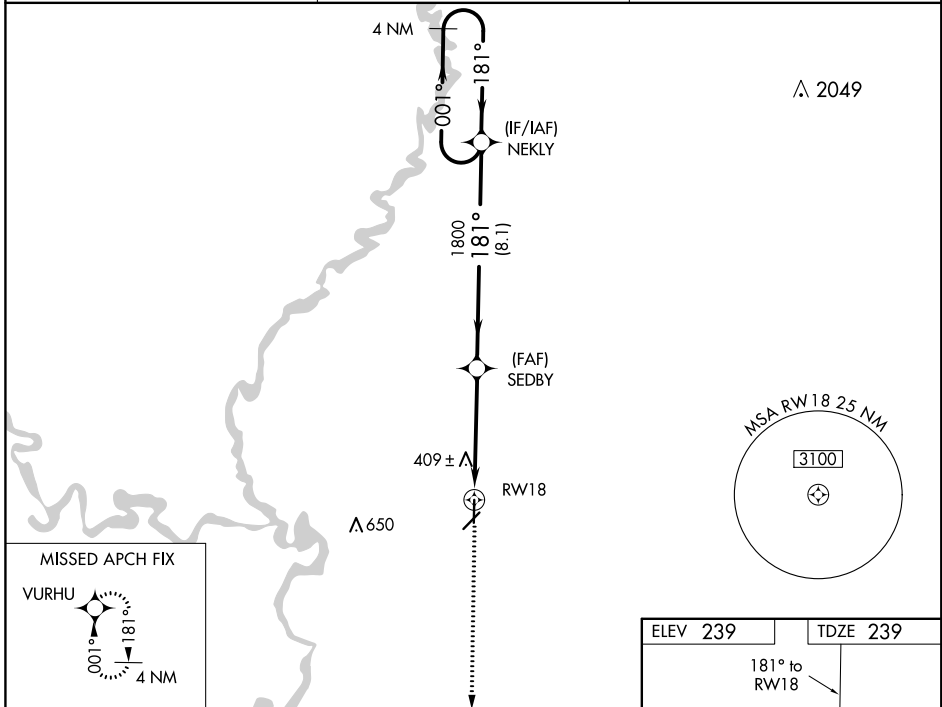 4 NM
001°
181°
2049
(IF/IAF)
NEKLY
1800
181°
(8.1)
(FAF)
SEDBY
409 ±
RW18
650
MSA RW18 25 NM
3100
MISSED APCH FIX
VURHU
001°
181°
4 NM
ELEV 239
TDZE 239
181° to
RW18